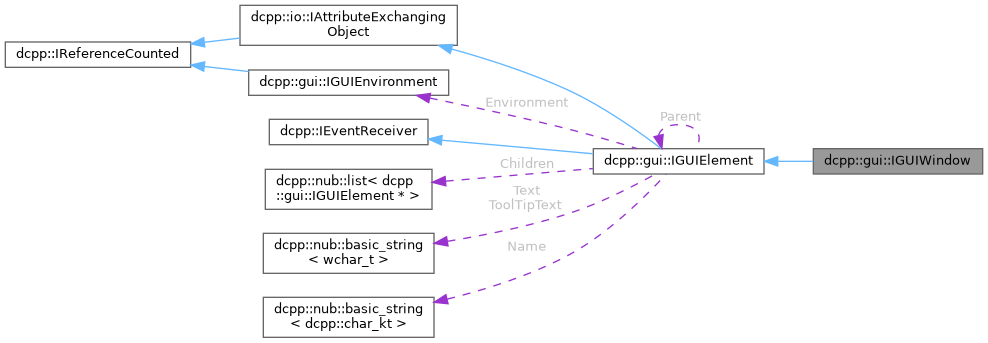 dcpp::io::IAttributeExchanging
Object
dcpp::IReferenceCounted
dcpp::gui::IGUIEnvironment
Environment
Parent
dcpp::IEventReceiver
dcpp::gui::IGUIElement
dcpp::gui::IGUIWindow
Children
dcpp::nub::list< dcpp
::gui::IGUIElement * >
Text
ToolTipText
dcpp::nub::basic_string
< wchar_t >
Name
dcpp::nub::basic_string
< dcpp::char_kt >